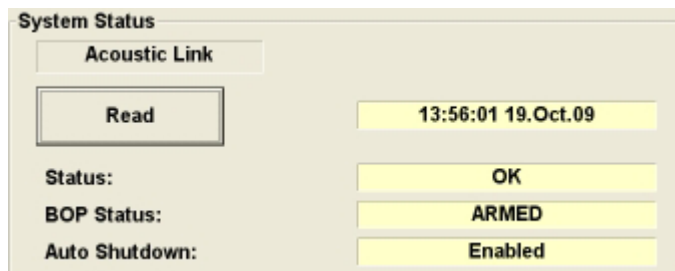 System Status
Acoustic Link
Read 13:56:01 19.Oct.09
Status: OK
BOP Status: ARMED
Auto Shutdown: Enabled